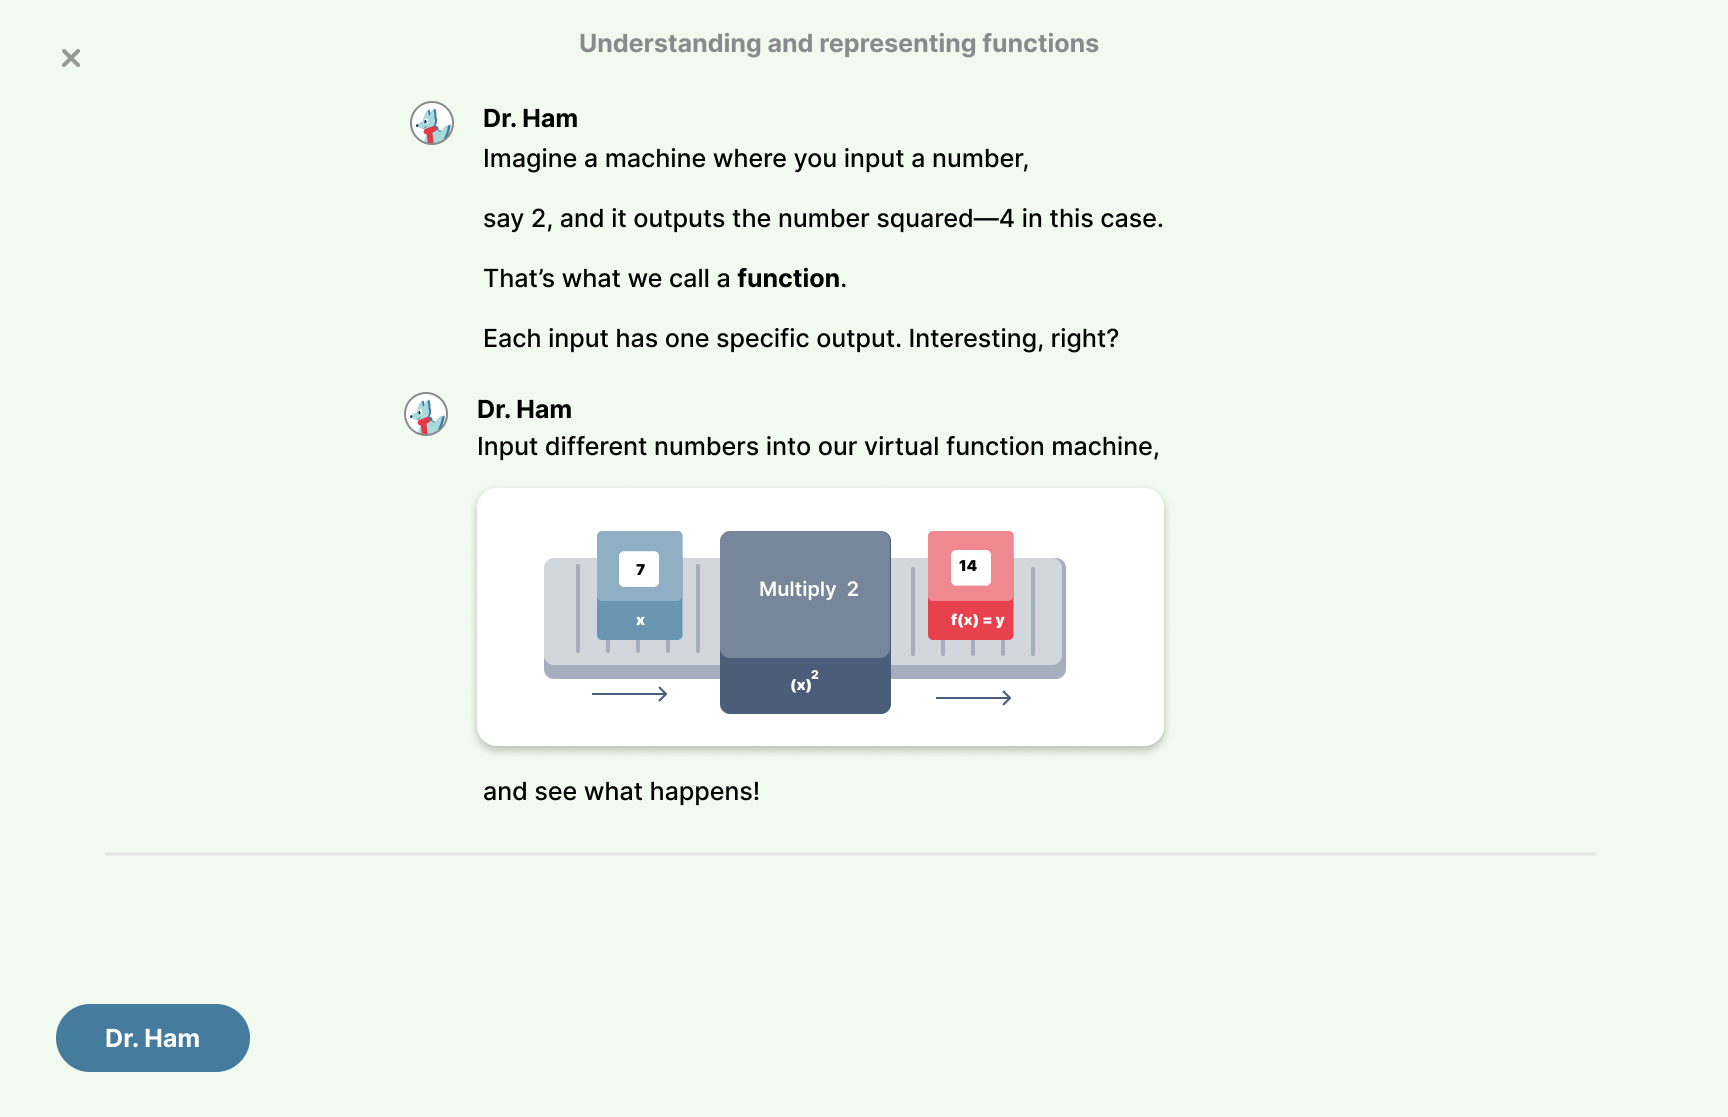 Understanding and representing functions
Dr. Ham
Imagine a machine where you input a number,
say 2, and it outputs the number squared—4 in this case.
That’s what we call a function.
Each input has one specific output. Interesting, right?
Dr. Ham
Input different numbers into our virtual function machine,
7
x
Multiply 2
(x)²
14
f(x) = y
and see what happens!
Dr. Ham